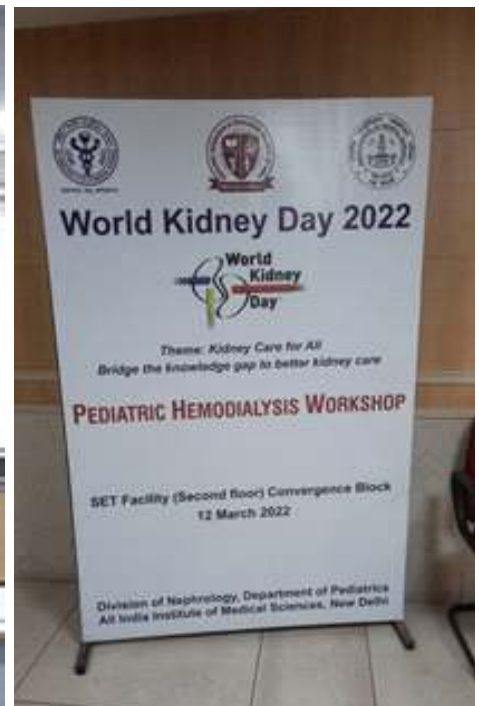 World Kidney Day 2022
World
Kidney
Day
Theme: Kidney Care for All
Bridge the knowledge gap to better kidney care
PEDIATRIC HEMODIALYSIS WORKSHOP
SET Facility (Second floor) Convergence Block
12 March 2022
Division of Nephrology, Department of Pediatrics
All India Institute of Medical Sciences, New Delhi